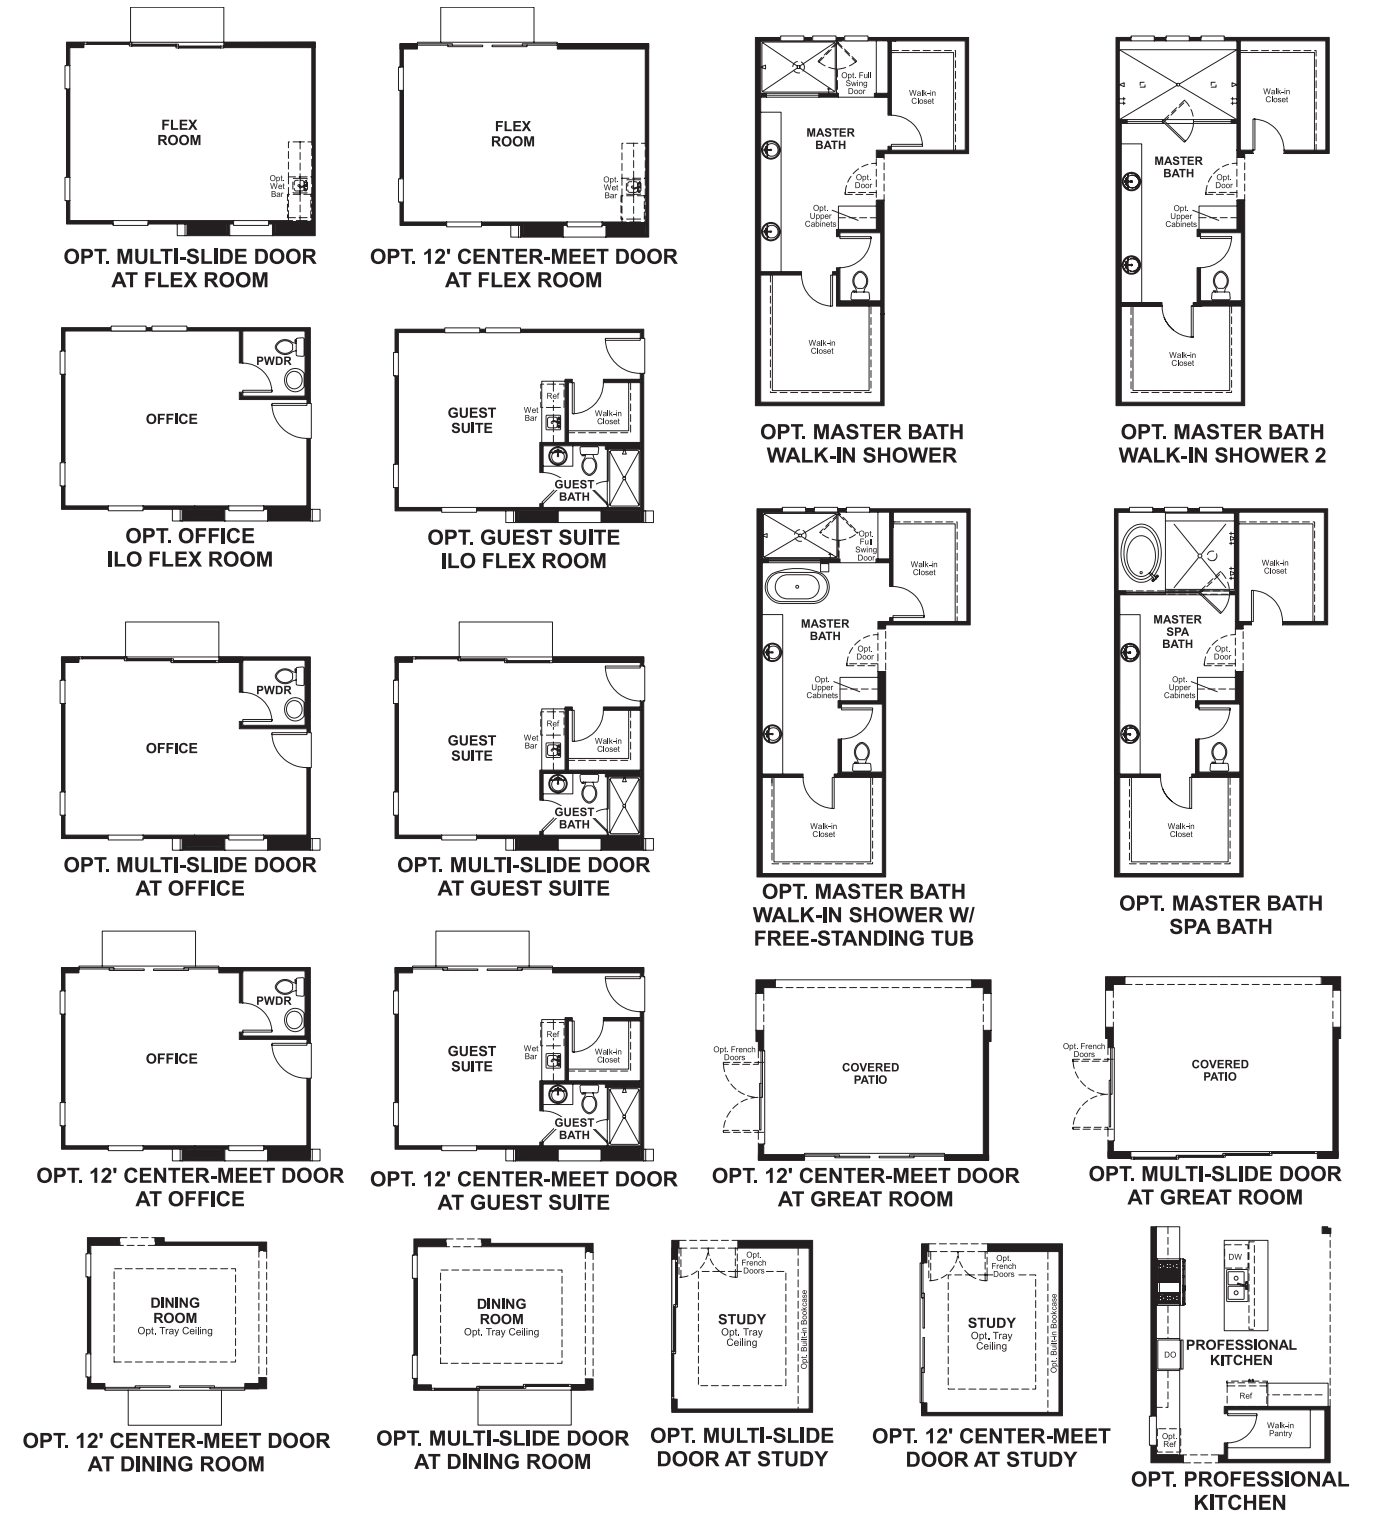 FLEX
ROOM
Opt.
Wet
Bar
OPT. MULTI-SLIDE DOOR
AT FLEX ROOM
FLEX
ROOM
Opt.
Wet
Bar
OPT. 12' CENTER-MEET DOOR
AT FLEX ROOM
Opt. Full
Swing
Door
Walk-in
Closet
MASTER
BATH
Opt.
Door
Opt.
Upper
Cabinets
Walk-in
Closet
OPT. MASTER BATH
WALK-IN SHOWER
Walk-in
Closet
MASTER
BATH
Opt.
Door
Opt.
Upper
Cabinets
Walk-in
Closet
OPT. MASTER BATH
WALK-IN SHOWER 2
PWDR
OFFICE
OPT. OFFICE
ILO FLEX ROOM
GUEST
SUITE
Ref
Wet
Bar
Walk-in
Closet
GUEST
BATH
OPT. GUEST SUITE
ILO FLEX ROOM
Opt.
Full
Swing
Door
Walk-in
Closet
MASTER
BATH
Opt.
Door
Opt.
Upper
Cabinets
Walk-in
Closet
OPT. MASTER BATH
WALK-IN SHOWER W/
FREE-STANDING TUB
Walk-in
Closet
MASTER
SPA
BATH
Opt.
Door
Opt.
Upper
Cabinets
Walk-in
Closet
OPT. MASTER BATH
SPA BATH
PWDR
OFFICE
OPT. MULTI-SLIDE DOOR
AT OFFICE
GUEST
SUITE
Ref
Wet
Bar
Walk-in
Closet
GUEST
BATH
OPT. MULTI-SLIDE DOOR
AT GUEST SUITE
PWDR
OFFICE
OPT. 12' CENTER-MEET DOOR
AT OFFICE
GUEST
SUITE
Ref
Wet
Bar
Walk-in
Closet
GUEST
BATH
OPT. 12' CENTER-MEET DOOR
AT GUEST SUITE
Opt. French
Doors
COVERED
PATIO
OPT. 12' CENTER-MEET DOOR
AT GREAT ROOM
Opt. French
Doors
COVERED
PATIO
OPT. MULTI-SLIDE DOOR
AT GREAT ROOM
DINING
ROOM
Opt. Tray Ceiling
OPT. 12' CENTER-MEET DOOR
AT DINING ROOM
DINING
ROOM
Opt. Tray Ceiling
OPT. MULTI-SLIDE DOOR
AT DINING ROOM
Opt.
French
Doors
STUDY
Opt. Tray
Ceiling
Opt. Built-in Bookcase
OPT. MULTI-SLIDE
DOOR AT STUDY
Opt.
French
Doors
STUDY
Opt. Tray
Ceiling
Opt. Built-in Bookcase
OPT. 12' CENTER-MEET
DOOR AT STUDY
DW
PROFESSIONAL
KITCHEN
DO
Ref
Walk-in
Pantry
Opt.
Ref
OPT. PROFESSIONAL
KITCHEN